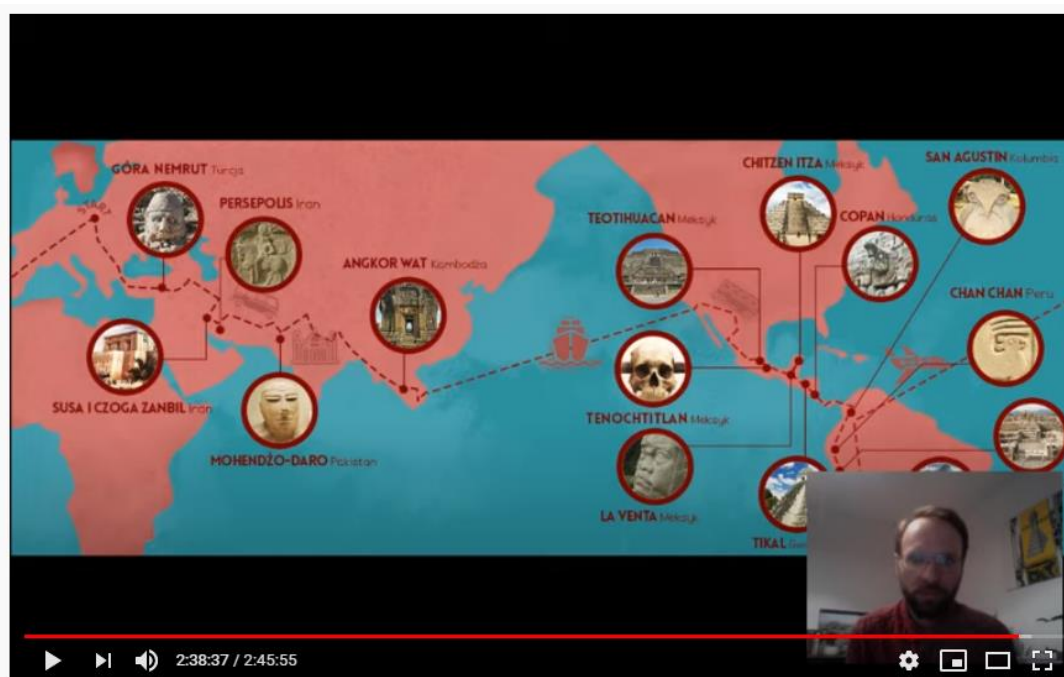 GÓRA NEMRUT Turcja
CHITZEN ITZA Meksyk
SAN AGUSTIN Kolumbia
START
PERSEPOLIS Iran
TEOTIHUACAN Meksyk
COPAN Honduras
ANGKOR WAT Kambodża
CHAN CHAN Peru
SUSA I CZOGA ZANBIL Iran
TENOCHTITLAN Meksyk
MOHENDŻO-DARO Pakistan
LA VENTA Meksyk
TIKAL
2:38:37 / 2:45:55